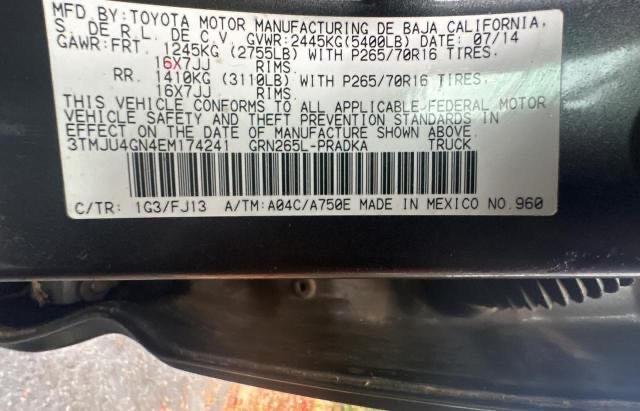 MFD.BY:TOYOTA MOTOR MANUFACTURING DE BAJA CALIFORNIA,
S. DE R.L. DE C.V. GVWR:2445KG(5400LB) DATE: 07/14
GAWR:FRT. 1245KG (2755LB) WITH P265/70R16 TIRES.
16X7JJ RIMS.
RR. 1410KG (3110LB) WITH P265/70R16 TIRES.
16X7JJ RIMS.
THIS VEHICLE CONFORMS TO ALL APPLICABLE FEDERAL MOTOR
VEHICLE SAFETY AND THEFT PREVENTION STANDARDS IN
EFFECT ON THE DATE OF MANUFACTURE SHOWN ABOVE.
3TMJU4GN4EM174241 GRN265L-PRADKA TRUCK
C/TR: 1G3/FJ13 A/TM:A04C/A750E MADE IN MEXICO NO.960